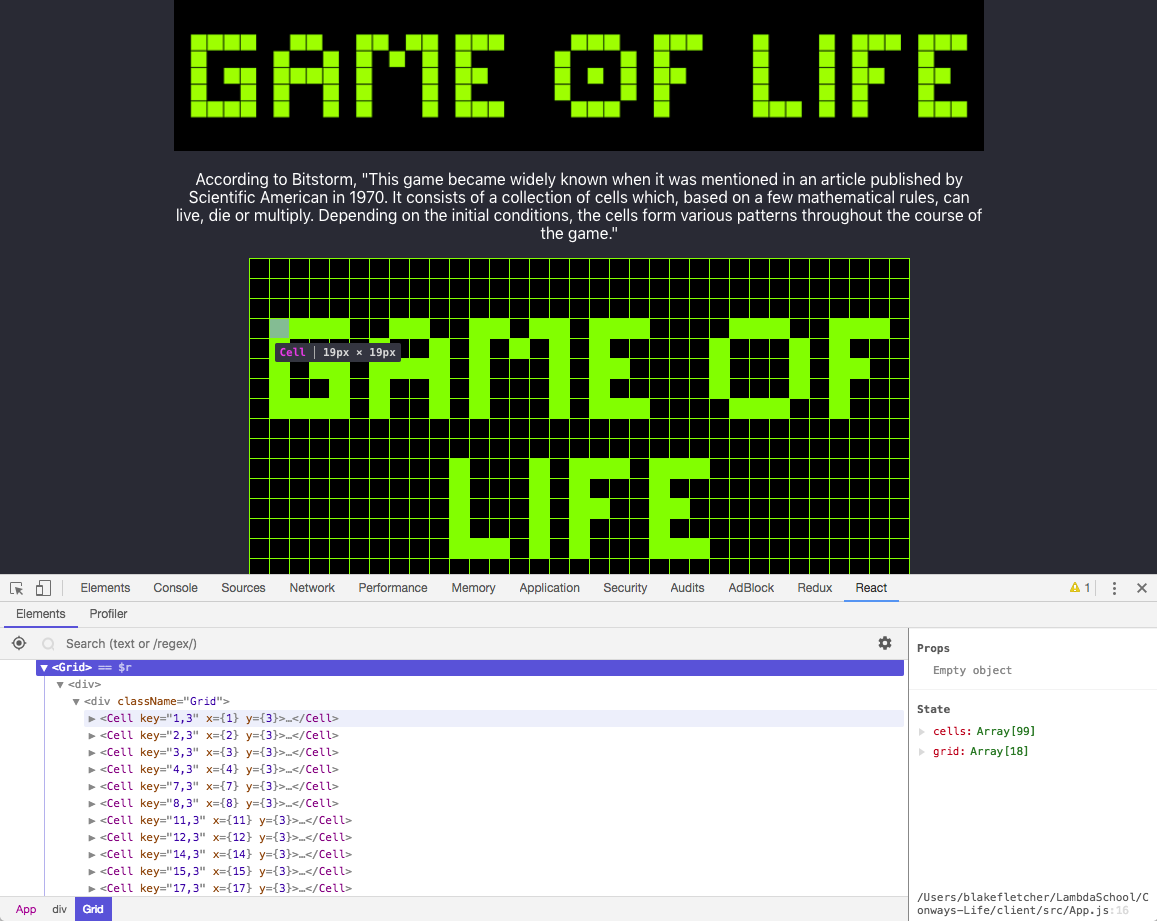 GAME OF LIFE
According to Bitstorm, "This game became widely known when it was mentioned in an article published by
Scientific American in 1970. It consists of a collection of cells which, based on a few mathematical rules, can
live, die or multiply. Depending on the initial conditions, the cells form various patterns throughout the course of
the game."
GAME OF
Cell | 19px × 19px
LIFE
Elements Console Sources Network Performance Memory Application Security Audits AdBlock Redux React 1
Elements Profiler
Search (text or /regex/)
<Grid> == $r
<div>
<div className="Grid">
<Cell key="1,3" x={1} y={3}>…</Cell>
<Cell key="2,3" x={2} y={3}>…</Cell>
<Cell key="3,3" x={3} y={3}>…</Cell>
<Cell key="4,3" x={4} y={3}>…</Cell>
<Cell key="7,3" x={7} y={3}>…</Cell>
<Cell key="8,3" x={8} y={3}>…</Cell>
<Cell key="11,3" x={11} y={3}>…</Cell>
<Cell key="12,3" x={12} y={3}>…</Cell>
<Cell key="14,3" x={14} y={3}>…</Cell>
<Cell key="15,3" x={15} y={3}>…</Cell>
<Cell key="17,3" x={17} y={3}>…</Cell>
App div Grid
Props
Empty object
State
cells: Array[99]
grid: Array[18]
/Users/blakefletcher/LambdaSchool/C
onways-Life/client/src/App.js:16